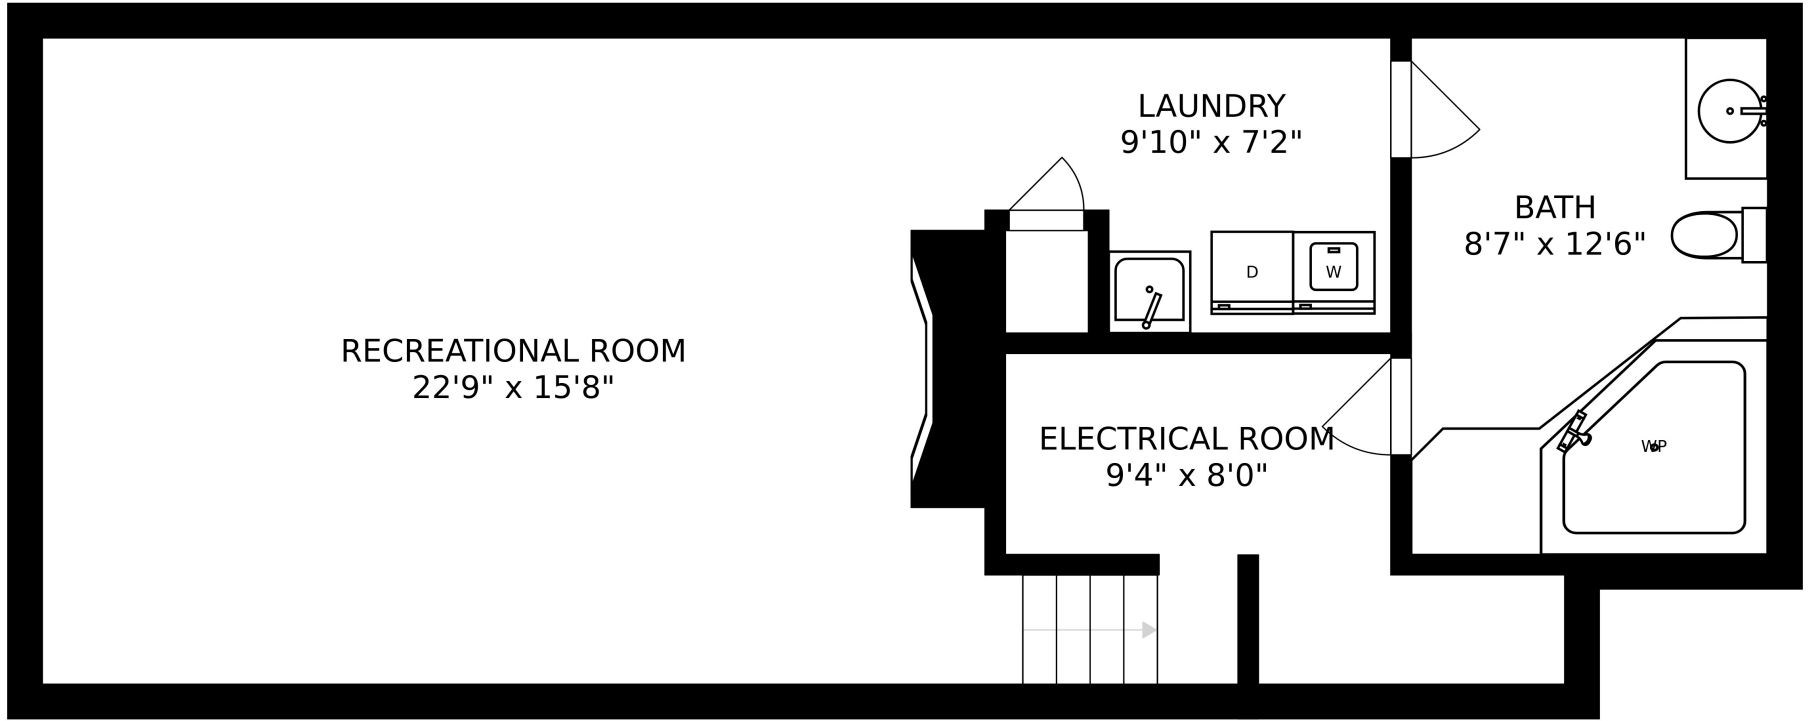 LAUNDRY
9'10" x 7'2"
BATH
8'7" x 12'6"
D
W
RECREATIONAL ROOM
22'9" x 15'8"
ELECTRICAL ROOM
9'4" x 8'0"
WP